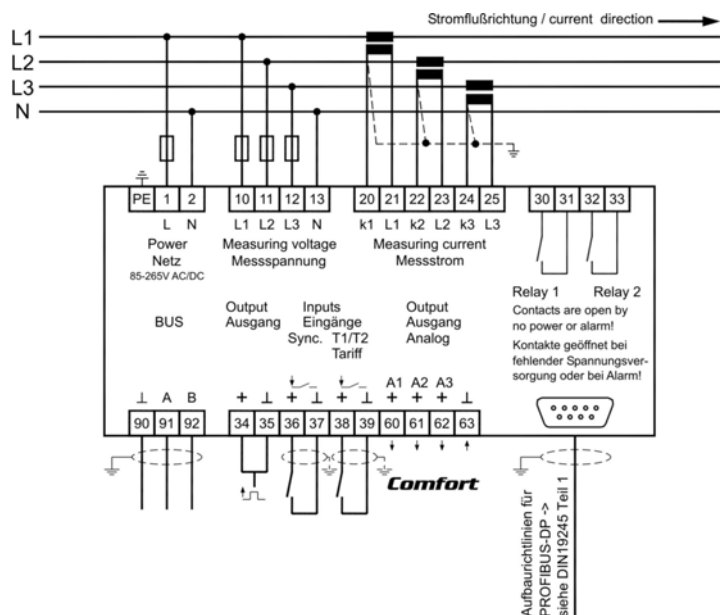 Stromflußrichtung / current direction
L1
L2
L3
N
PE 1 2 10 11 12 13 20 21 22 23 24 25 30 31 32 33
L N L1 L2 L3 N k1 L1 k2 L2 k3 L3
Power
Netz
85-265V AC/DC
Measuring voltage
Messspannung
Measuring current
Messstrom
Relay 1 Relay 2
Contacts are open by
no power or alarm!
Kontakte geöffnet bei
fehlender Spannungsver-
sorgung oder bei Alarm!
BUS
Output
Ausgang
Inputs
Eingänge
Sync. T1/T2
Tariff
Output
Ausgang
Analog
A1 A2 A3
⊥ A B + ⊥ + ⊥ + ⊥ + + + ⊥
90 91 92 34 35 36 37 38 39 60 61 62 63
Comfort
Aufbaurichtlinien für
PROFIBUS-DP ->
siehe DIN19245 Teil 1